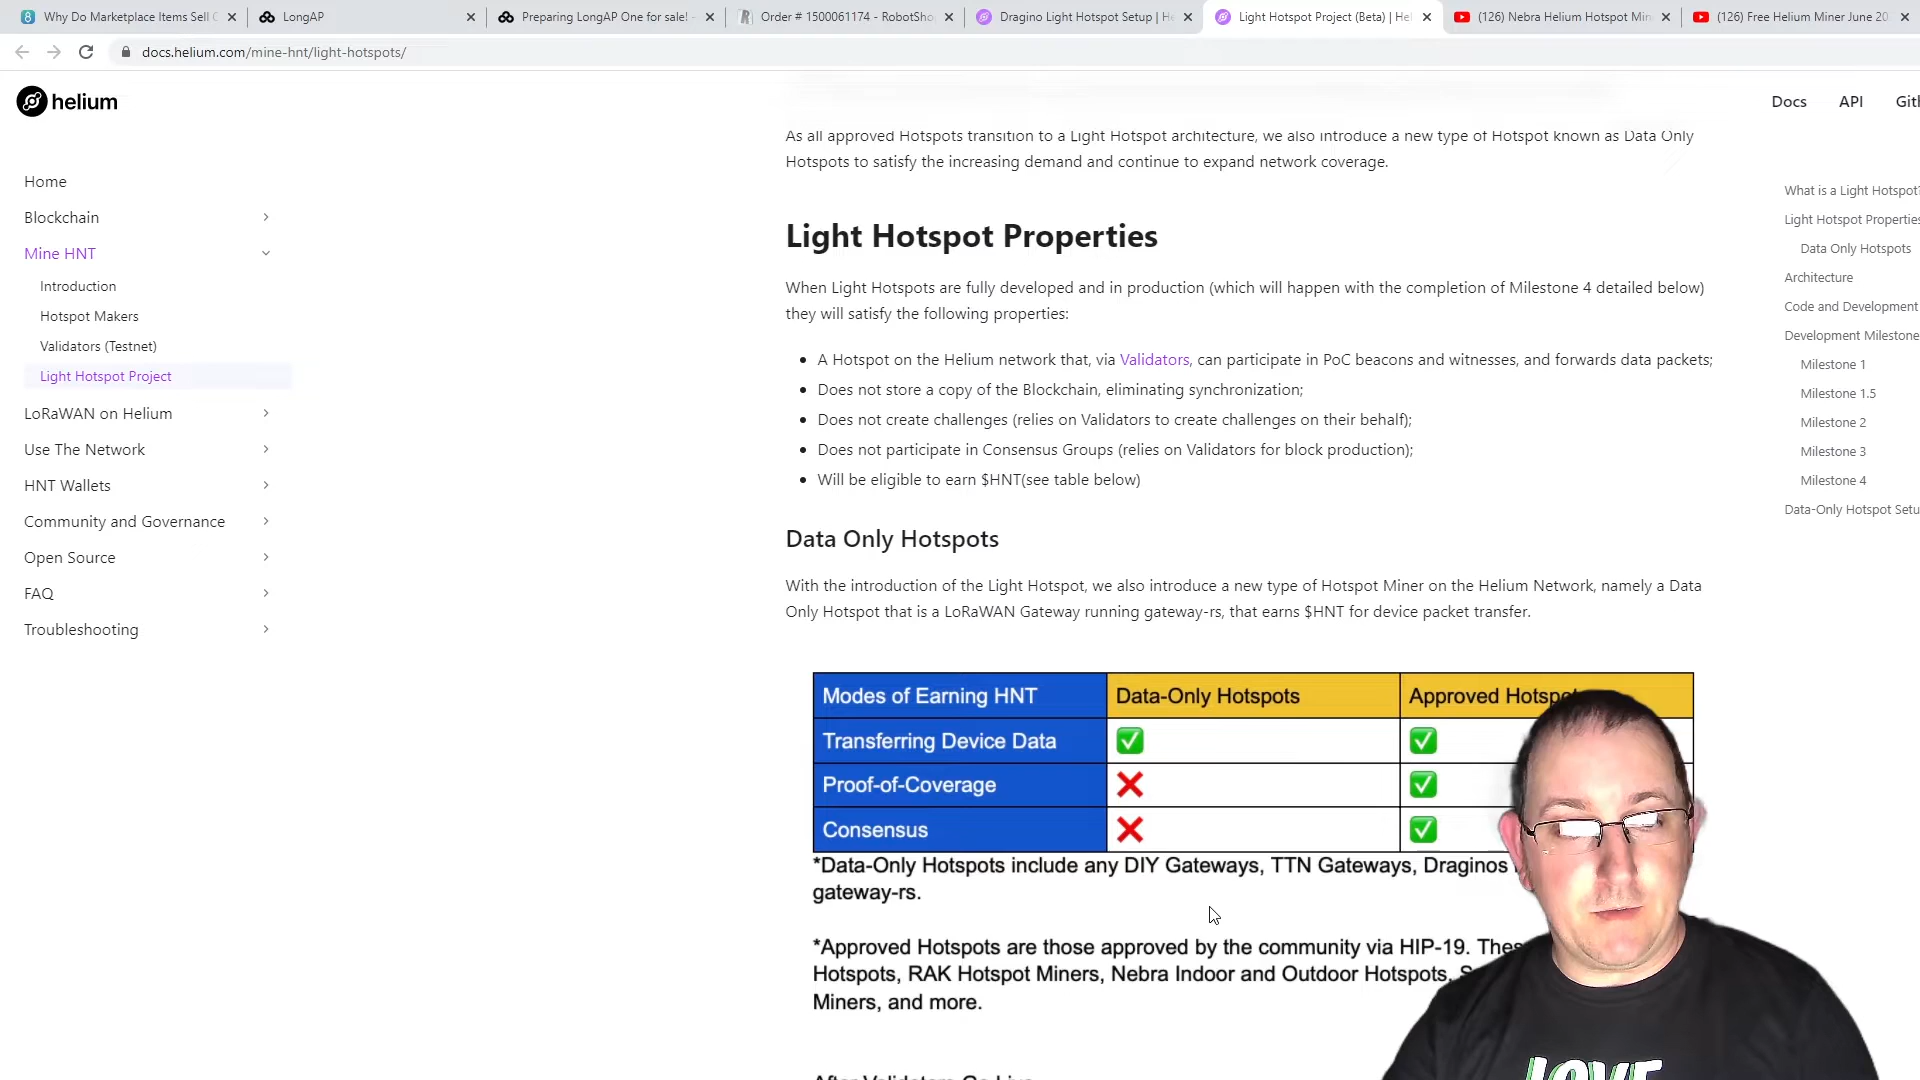 Why Do Marketplace Items Sell
LongAP
Preparing LongAP One for sale! -
Order # 1500061174 - RobotSho
Dragino Light Hotspot Setup |
Light Hotspot Project (Beta) |
(126) Nebra Helium Hotspot
(126) Free Helium Miner June
docs.helium.com/mine-hnt/light-hotspots/
helium
Docs
API
Home
Blockchain
Mine HNT
Introduction
Hotspot Makers
Validators (Testnet)
Light Hotspot Project
LoRaWAN on Helium
Use The Network
HNT Wallets
Community and Governance
Open Source
FAQ
Troubleshooting
As all approved Hotspots transition to a Light Hotspot architecture, we also introduce a new type of Hotspot known as Data Only
Hotspots to satisfy the increasing demand and continue to expand network coverage.
Light Hotspot Properties
When Light Hotspots are fully developed and in production (which will happen with the completion of Milestone 4 detailed below)
they will satisfy the following properties:
A Hotspot on the Helium network that, via Validators, can participate in PoC beacons and witnesses, and forwards data packets;
Does not store a copy of the Blockchain, eliminating synchronization;
Does not create challenges (relies on Validators to create challenges on their behalf);
Does not participate in Consensus Groups (relies on Validators for block production);
Will be eligible to earn $HNT(see table below)
Data Only Hotspots
With the introduction of the Light Hotspot, we also introduce a new type of Hotspot Miner on the Helium Network, namely a Data
Only Hotspot that is a LoRaWAN Gateway running gateway-rs, that earns $HNT for device packet transfer.
Modes of Earning HNT Data-Only Hotspots Approved
Transferring Device Data ✅ ✅
Proof-of-Coverage ❌ ✅
Consensus ❌ ✅
*Data-Only Hotspots include any DIY Gateways, TTN Gateways, Draginos
gateway-rs.
*Approved Hotspots are those approved by the community via HIP-19.
Hotspots, RAK Hotspot Miners, Nebra Indoor and Outdoor Hotspots.
Miners, and more.
What is a Light Hotspot?
Light Hotspot Properties
Data Only Hotspots
Architecture
Code and Development
Development Milestone
Milestone 1
Milestone 1.5
Milestone 2
Milestone 3
Milestone 4
Data-Only Hotspot Setu
LOVE